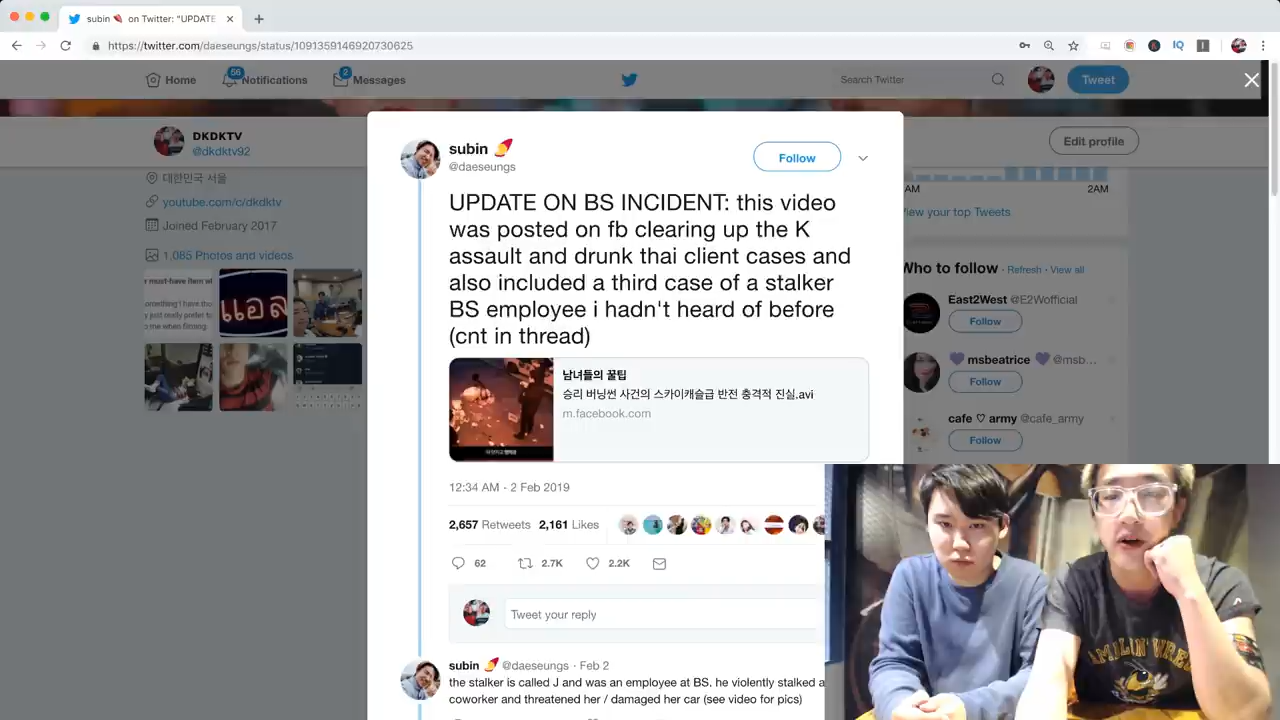 subin on Twitter: "UPDATE
https://twitter.com/daeseungs/status/1091359146920730625
IQ
Home
56
Notifications
2
Messages
Search Twitter
Tweet
DKDKTV
@dkdktv92
Edit profile
대한민국 서울
youtube.com/c/dkdktv
Joined February 2017
1,085 Photos and videos
subin
@daeseungs
Follow
UPDATE ON BS INCIDENT: this video
was posted on fb clearing up the K
assault and drunk thai client cases and
also included a third case of a stalker
BS employee i hadn't heard of before
(cnt in thread)
남녀들의 꿀팁
승리 버닝썬 사건의 스카이캐슬급 반전 충격적 진실.avi
m.facebook.com
12:34 AM - 2 Feb 2019
2,657 Retweets 2,161 Likes
62 2.7K 2.2K
Tweet your reply
subin @daeseungs · Feb 2
the stalker is called J and was an employee at BS. he violently stalked a
coworker and threatened her / damaged her car (see video for pics)
AM
2AM
View your top Tweets
Who to follow · Refresh · View all
East2West @E2Wofficial
Follow
msbeatrice @msb...
Follow
cafe ♡ army @cafe_army
Follow
แอล